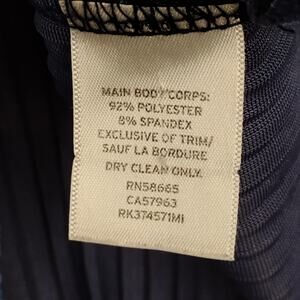 MAIN BODY/CORPS:
92% POLYESTER
8% SPANDEX
EXCLUSIVE OF TRIM/
SAUF LA BORDURE
DRY CLEAN ONLY.
RN58665
CA57963
RK374571MI